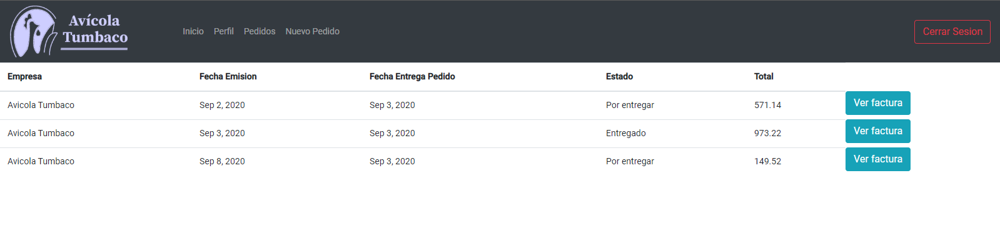 Avícola
Tumbaco
Inicio Perfil Pedidos Nuevo Pedido Cerrar Sesion
Empresa Fecha Emision Fecha Entrega Pedido Estado Total
Avicola Tumbaco Sep 2, 2020 Sep 3, 2020 Por entregar 571.14 Ver factura
Avicola Tumbaco Sep 3, 2020 Sep 3, 2020 Entregado 973.22 Ver factura
Avicola Tumbaco Sep 8, 2020 Sep 3, 2020 Por entregar 149.52 Ver factura